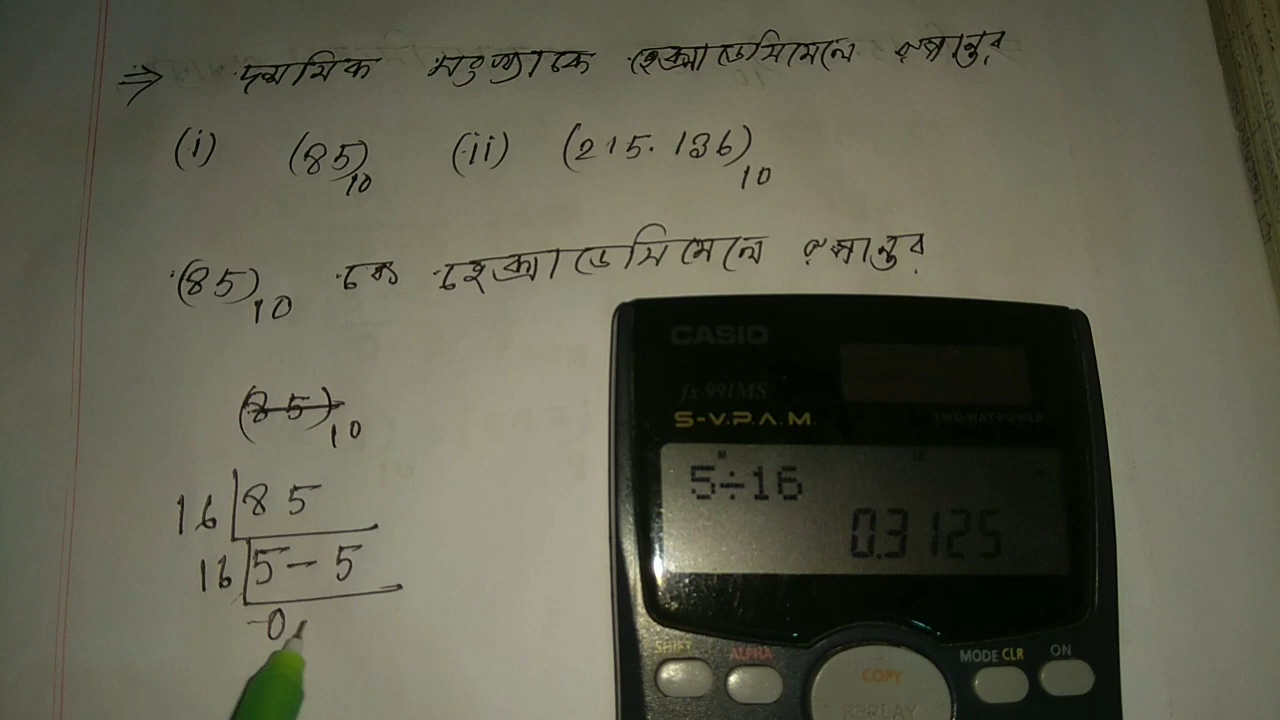 ⇒ দশমিক সংখ্যাকে হেক্সাডেসিমেলে রূপান্তর
(i) (85)10 (ii) (215.136)10
(85)10 কে হেক্সাডেসিমেলে রূপান্তর
(85)10
16 85
16 5 - 5
-0
CASIO
fx-991MS
S-V.P.A.M.
TWO WAY POWER
5÷16
0.3125
SHIFT ALPHA MODE CLR ON
COPY
REPLAY